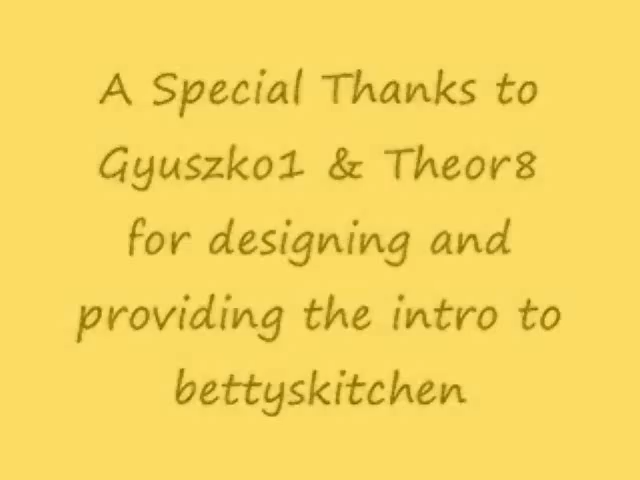 A Special Thanks to
Gyuszko1 & Theor8
for designing and
providing the intro to
bettyskitchen